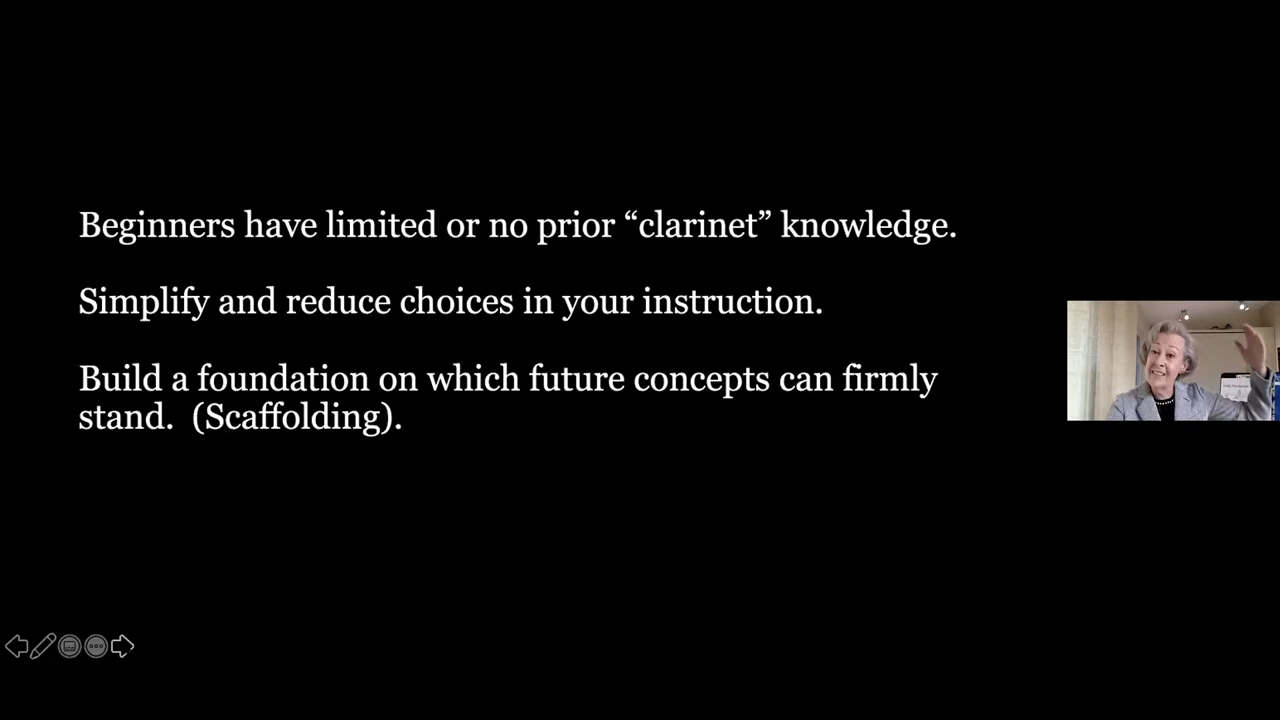 Beginners have limited or no prior “clarinet” knowledge.
Simplify and reduce choices in your instruction.
Build a foundation on which future concepts can firmly
stand.  (Scaffolding).